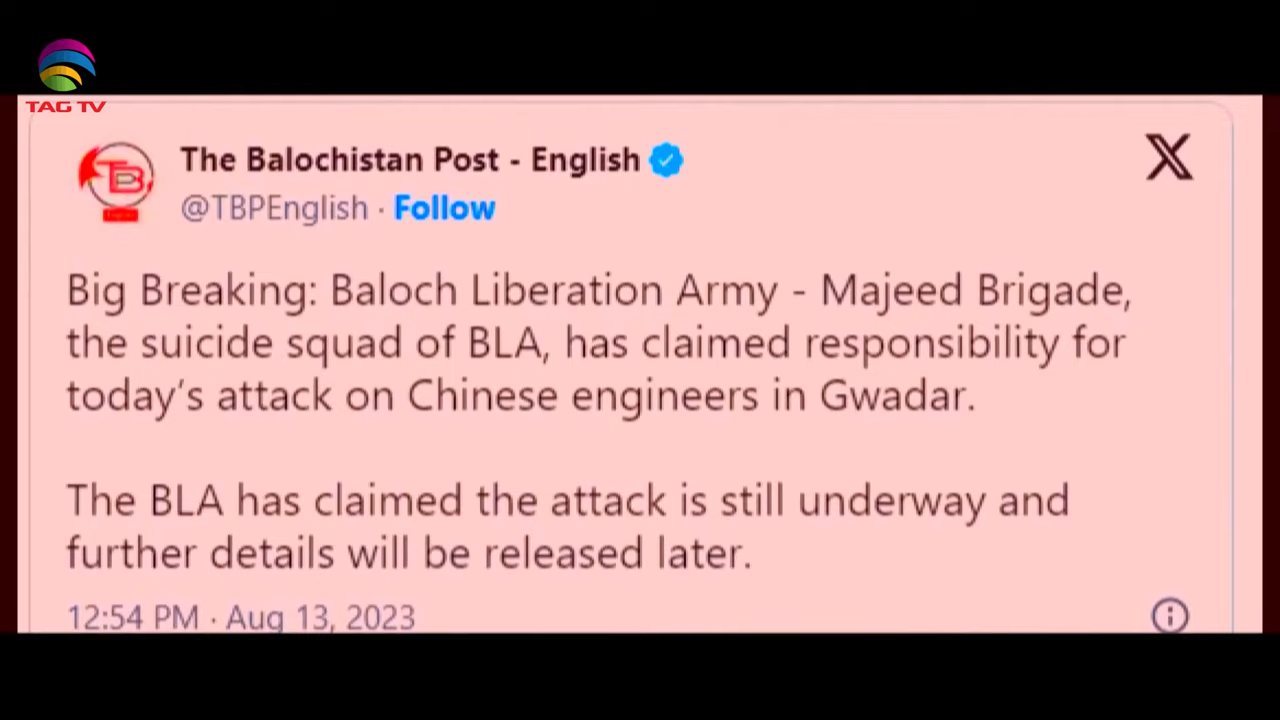 TAG TV
The Balochistan Post - English
@TBPEnglish · Follow
Big Breaking: Baloch Liberation Army - Majeed Brigade,
the suicide squad of BLA, has claimed responsibility for
today's attack on Chinese engineers in Gwadar.
The BLA has claimed the attack is still underway and
further details will be released later.
12:54 PM · Aug 13, 2023